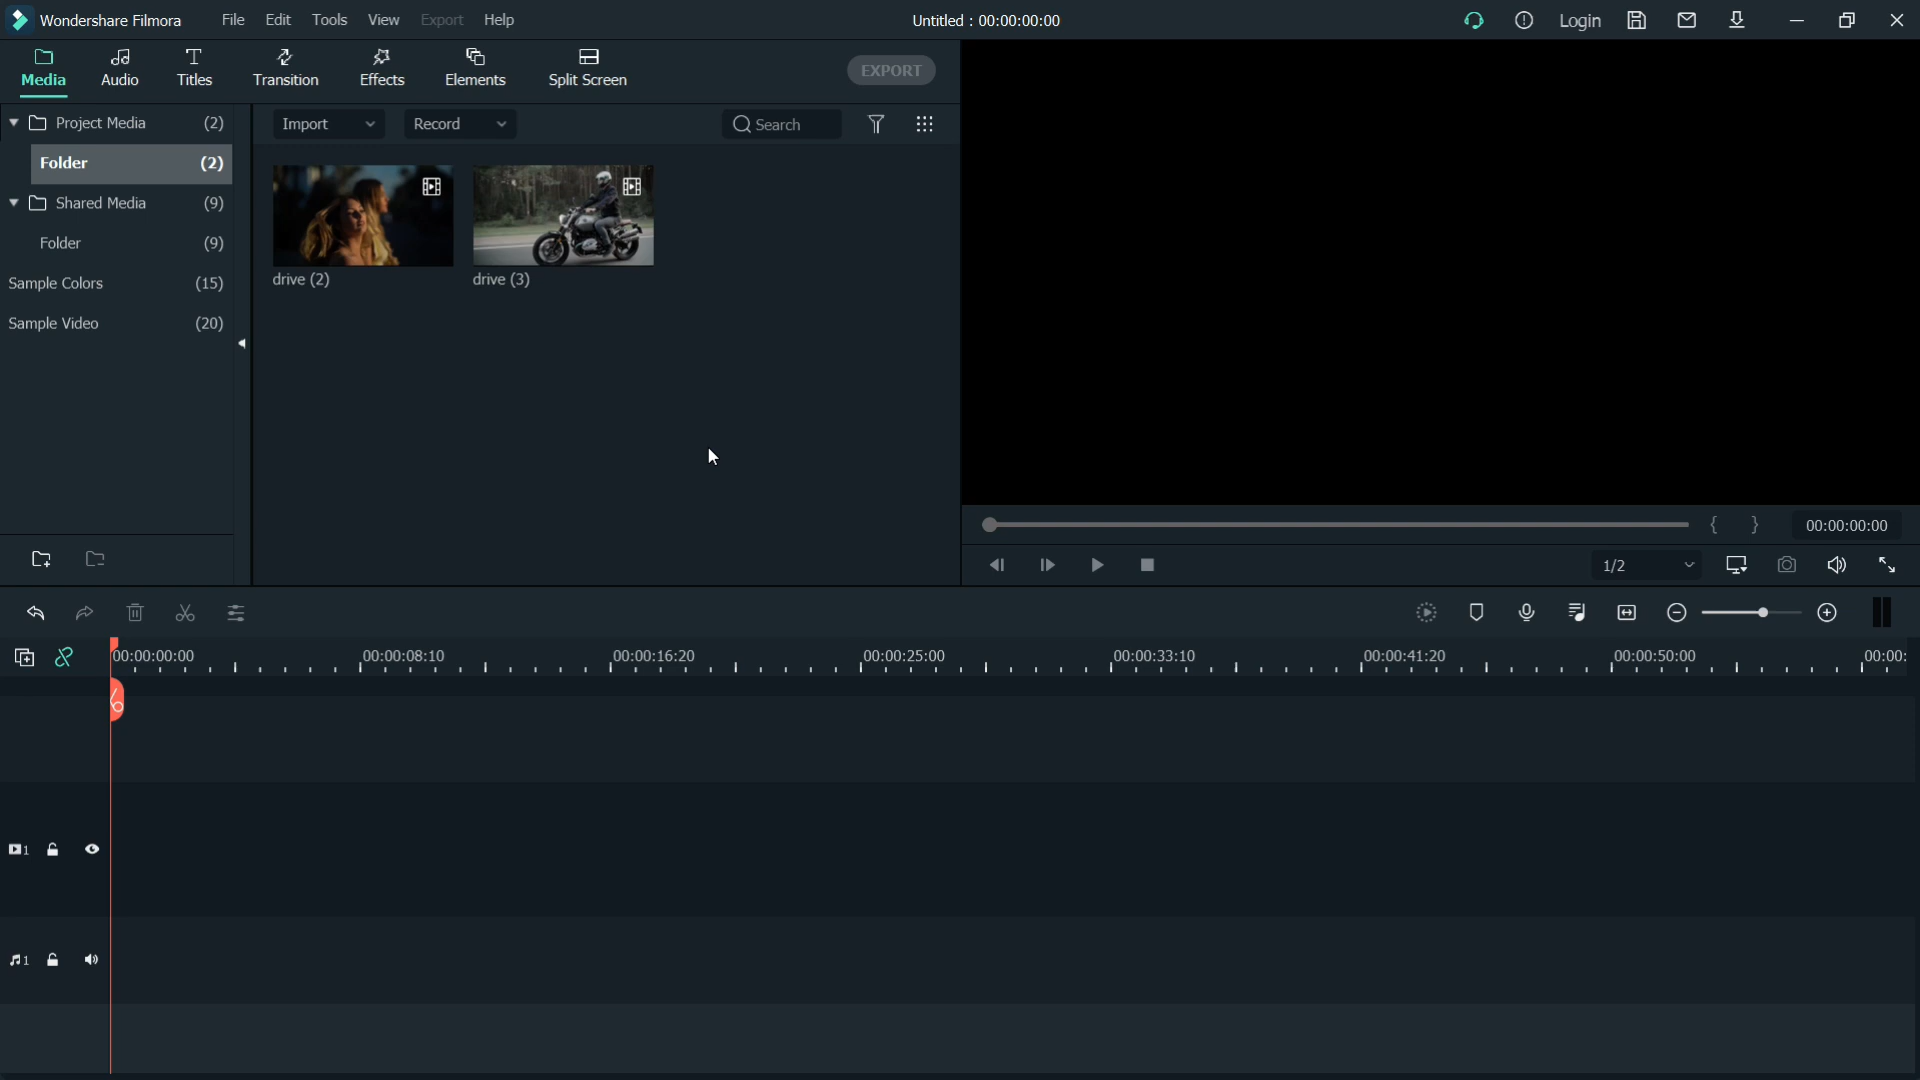 Wondershare Filmora File Edit Tools View Export Help Untitled : 00:00:00:00 Login
Media Audio Titles Transition Effects Elements Split Screen EXPORT
Project Media (2)
Folder (2)
Shared Media (9)
Folder (9)
Sample Colors (15)
Sample Video (20)
Import Record Search
drive (2) drive (3)
{ } 00:00:00:00
1/2
00:00:00:00 00:00:08:10 00:00:16:20 00:00:25:00 00:00:33:10 00:00:41:20 00:00:50:00 00:00:
1
1